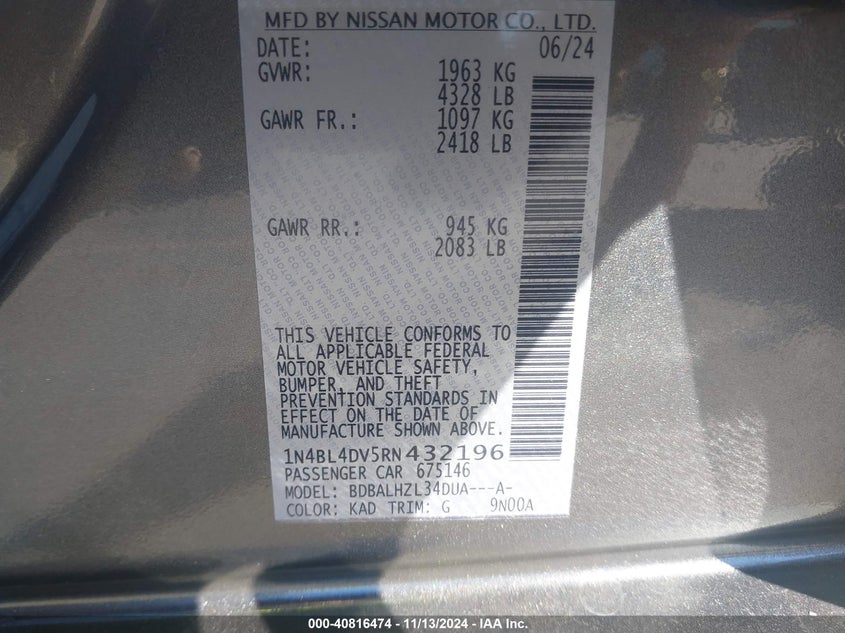 MFD BY NISSAN MOTOR CO., LTD.
DATE: 06/24
GVWR: 1963 KG
4328 LB
GAWR FR.: 1097 KG
2418 LB
GAWR RR.: 945 KG
2083 LB
THIS VEHICLE CONFORMS TO
ALL APPLICABLE FEDERAL
MOTOR VEHICLE SAFETY,
BUMPER, AND THEFT
PREVENTION STANDARDS IN
EFFECT ON THE DATE OF
MANUFACTURE SHOWN ABOVE.
1N4BL4DV5RN432196
PASSENGER CAR 675146
MODEL: BDBALHZL34DUA---A-
COLOR: KAD TRIM: G 9N00A
000-40816474 - 11/13/2024 - IAA Inc.